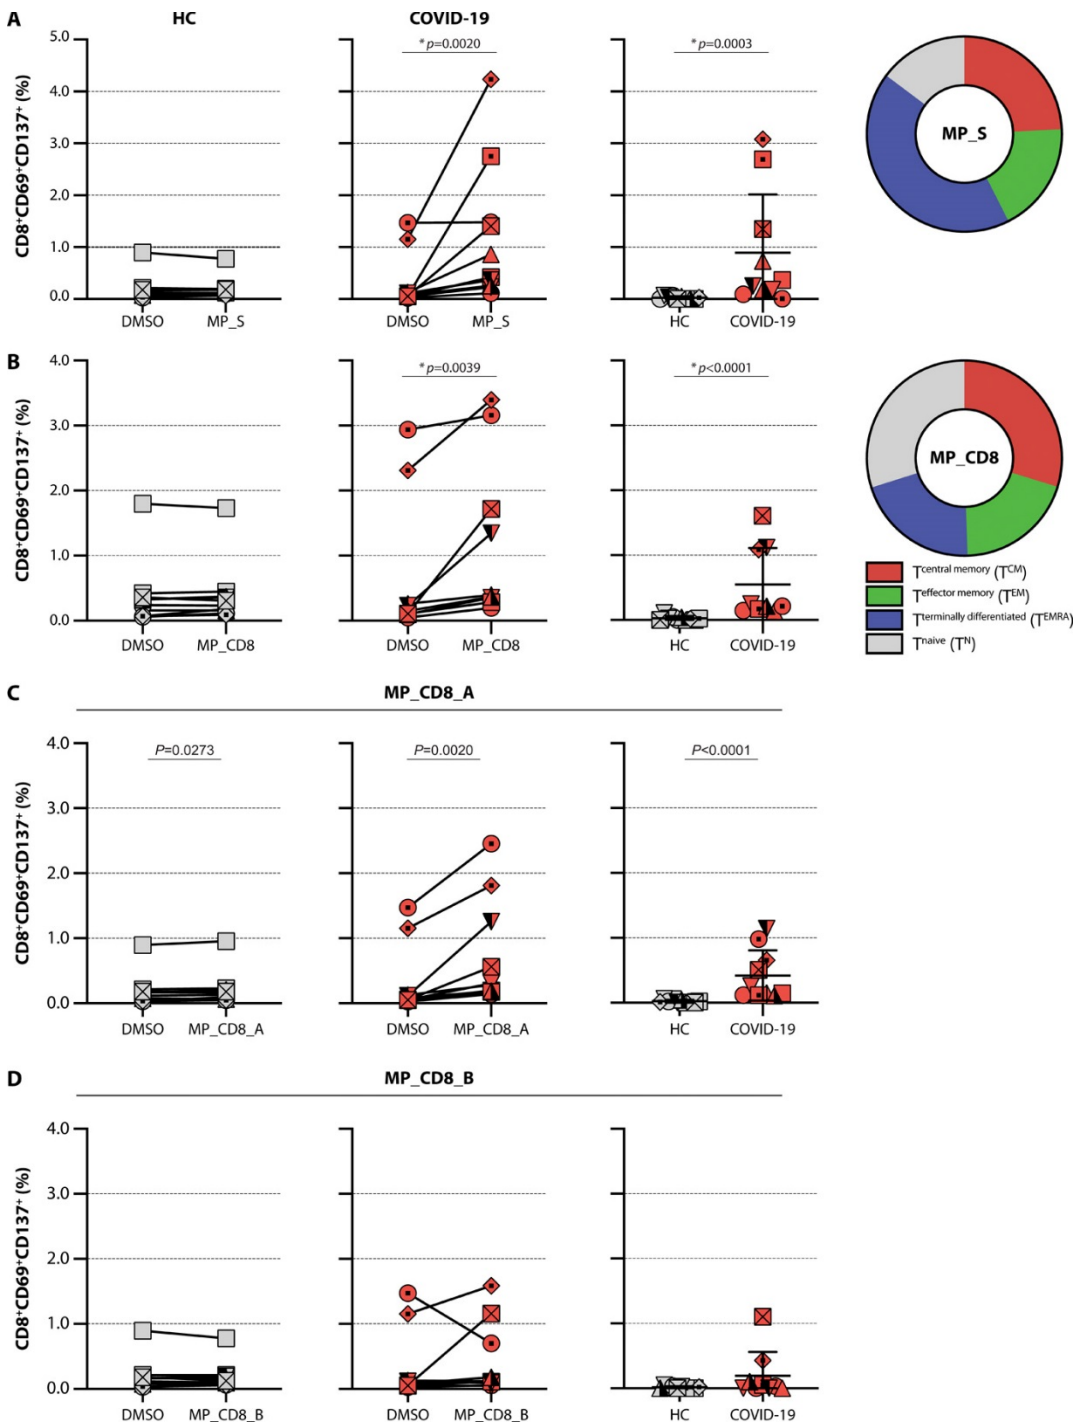 A
HC
COVID-19
CD8+CD69+CD137+ (%)
5.0
4.0
3.0
2.0
1.0
0.0
DMSO MP_S
* p=0.0020
DMSO MP_S
* p=0.0003
HC COVID-19
MP_S
B
CD8+CD69+CD137+ (%)
4.0
3.0
2.0
1.0
0.0
DMSO MP_CD8
* p=0.0039
DMSO MP_CD8
* p<0.0001
HC COVID-19
MP_CD8
Tcentral memory (TCM)
Teffector memory (TEM)
Tterminally differentiated (TEMRA)
Tnaive (TN)
C
MP_CD8_A
CD8+CD69+CD137+ (%)
4.0
3.0
2.0
1.0
0.0
P=0.0273
DMSO MP_CD8_A
P=0.0020
DMSO MP_CD8_A
P<0.0001
HC COVID-19
D
MP_CD8_B
CD8+CD69+CD137+ (%)
4.0
3.0
2.0
1.0
0.0
DMSO MP_CD8_B
DMSO MP_CD8_B
HC COVID-19